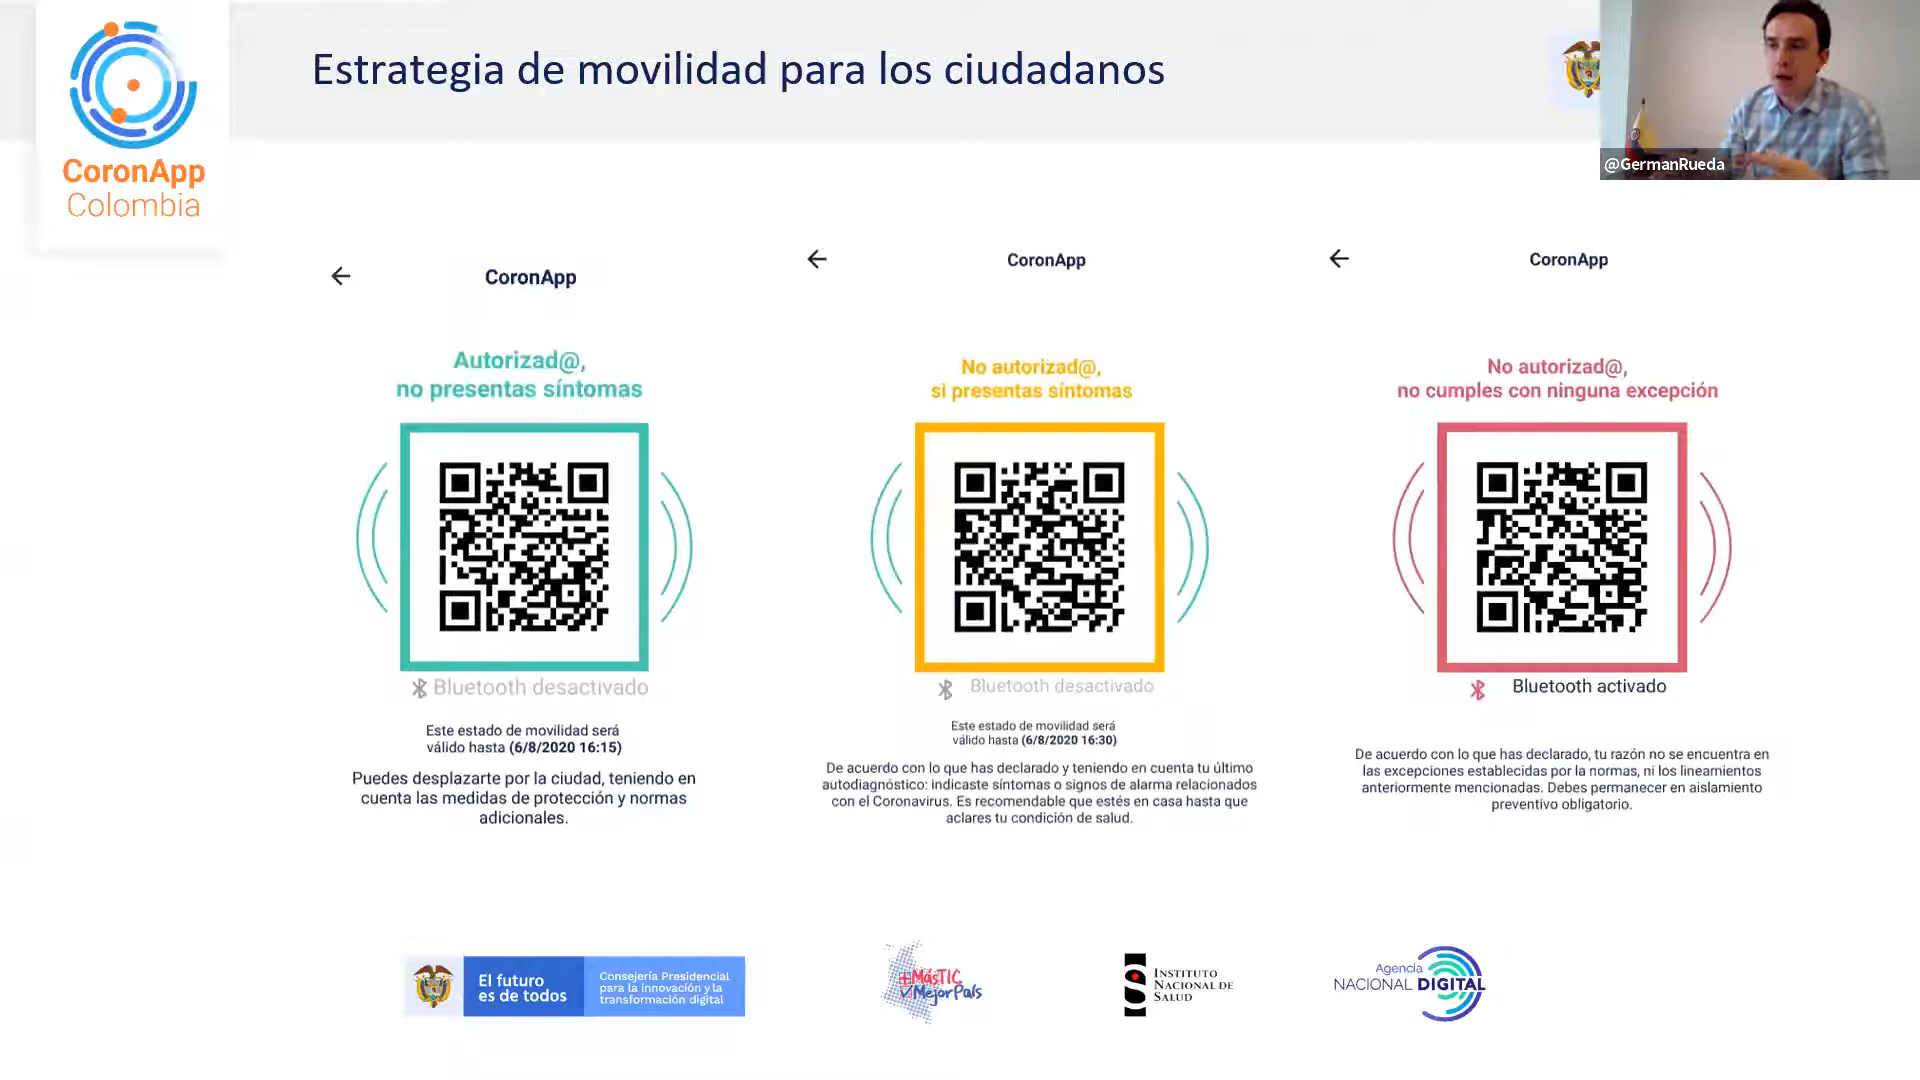 Estrategia de movilidad para los ciudadanos
CoronApp
Colombia
@GermanRueda
CoronApp
Autorizad@,
no presentas síntomas
Bluetooth desactivado
Este estado de movilidad será
válido hasta (6/8/2020 16:15)
Puedes desplazarte por la ciudad, teniendo en
cuenta las medidas de protección y normas
adicionales.
CoronApp
No autorizad@,
si presentas síntomas
Bluetooth desactivado
Este estado de movilidad será
válido hasta (6/8/2020 16:30)
De acuerdo con lo que has declarado y teniendo en cuenta tu último
autodiagnóstico: indicaste síntomas o signos de alarma relacionados
con el Coronavirus. Es recomendable que estés en casa hasta que
aclares tu condición de salud.
CoronApp
No autorizad@,
no cumples con ninguna excepción
Bluetooth activado
De acuerdo con lo que has declarado, tu razón no se encuentra en
las excepciones establecidas por la normas, ni los lineamientos
anteriormente mencionadas. Debes permanecer en aislamiento
preventivo obligatorio.
El futuro
es de todos
Consejería Presidencial
para la innovación y la
transformación digital
+MásTIC
MejorPaís
INSTITUTO
NACIONAL DE
SALUD
Agencia
NACIONAL DIGITAL